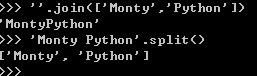 >>> ''.join(['Monty','Python'])
'MontyPython'
>>> 'Monty Python'.split()
['Monty', 'Python']
>>>